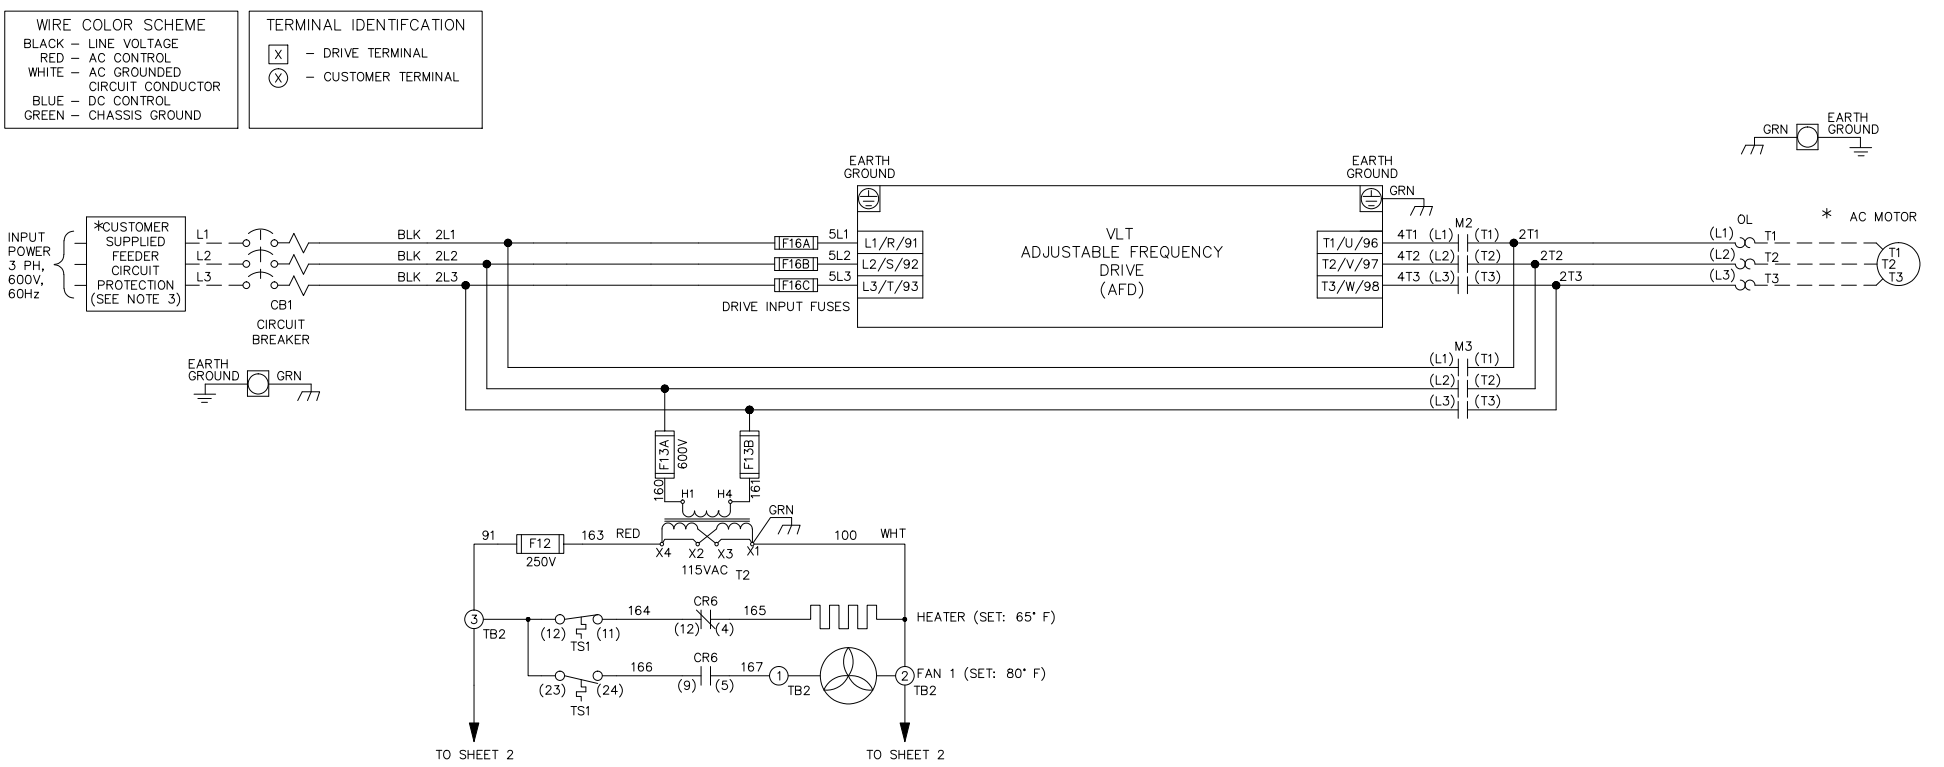 WIRE COLOR SCHEME
BLACK – LINE VOLTAGE
RED – AC CONTROL
WHITE – AC GROUNDED
CIRCUIT CONDUCTOR
BLUE – DC CONTROL
GREEN – CHASSIS GROUND
TERMINAL IDENTIFCATION
X – DRIVE TERMINAL
X – CUSTOMER TERMINAL
GRN
EARTH
GROUND
EARTH
GROUND
EARTH
GROUND
GRN
INPUT
POWER
3 PH,
600V,
60Hz
*CUSTOMER
SUPPLIED
FEEDER
CIRCUIT
PROTECTION
(SEE NOTE 3)
L1
L2
L3
CB1
CIRCUIT
BREAKER
BLK 2L1
BLK 2L2
BLK 2L3
F16A
F16B
F16C
5L1
5L2
5L3
DRIVE INPUT FUSES
L1/R/91
L2/S/92
L3/T/93
VLT
ADJUSTABLE FREQUENCY
DRIVE
(AFD)
T1/U/96
T2/V/97
T3/W/98
M2
4T1 (L1) (T1) 2T1
4T2 (L2) (T2) 2T2
4T3 (L3) (T3) 2T3
OL
(L1) T1
(L2) T2
(L3) T3
* AC MOTOR
T1
T2
T3
M3
(L1) (T1)
(L2) (T2)
(L3) (T3)
EARTH
GROUND
GRN
F13A
600V
F13B
160
161
H1 H4
GRN
91
F12
250V
163 RED
X4 X2 X3 X1
115VAC T2
100 WHT
3
TB2
(12) (11)
TS1
164
CR6
(12) (4)
165
HEATER (SET: 65° F)
(23) (24)
TS1
166
CR6
(9) (5)
167
1
TB2
2
TB2
FAN 1 (SET: 80° F)
TO SHEET 2
TO SHEET 2